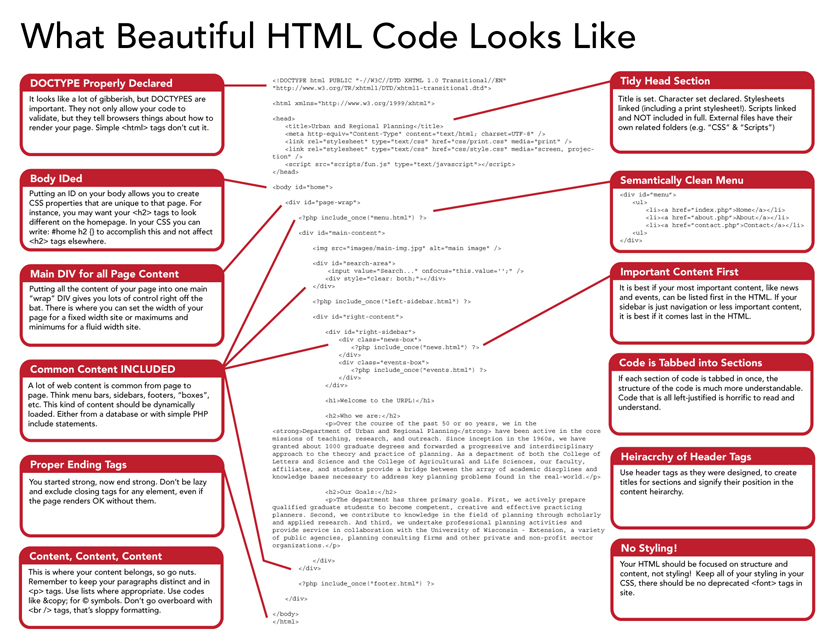 What Beautiful HTML Code Looks Like
DOCTYPE Properly Declared
It looks like a lot of gibberish, but DOCTYPES are
important. They not only allow your code to
validate, but they tell browsers things about how to
render your page. Simple <html> tags don't cut it.
Body IDed
Putting an ID on your body allows you to create
CSS properties that are unique to that page. For
instance, you may want your <h2> tags to look
different on the homepage. In your CSS you can
write: #home h2 {} to accomplish this and not affect
<h2> tags elsewhere.
Main DIV for all Page Content
Putting all the content of your page into one main
"wrap" DIV gives you lots of control right off the
bat. There is where you can set the width of your
page for a fixed width site or maximums and
minimums for a fluid width site.
Common Content INCLUDED
A lot of web content is common from page to
page. Think menu bars, sidebars, footers, "boxes",
etc. This kind of content should be dynamically
loaded. Either from a database or with simple PHP
include statements.
Proper Ending Tags
You started strong, now end strong. Don't be lazy
and exclude closing tags for any element, even if
the page renders OK without them.
Content, Content, Content
This is where your content belongs, so go nuts.
Remember to keep your paragraphs distinct and in
<p> tags. Use lists where appropriate. Use codes
like &copy; for © symbols. Don't go overboard with
<br /> tags, that's sloppy formatting.
<!DOCTYPE html PUBLIC "-//W3C//DTD XHTML 1.0 Transitional//EN"
"http://www.w3.org/TR/xhtml1/DTD/xhtml1-transitional.dtd">
<html xmlns="http://www.w3.org/1999/xhtml">
<head>
<title>Urban and Regional Planning</title>
<meta http-equiv="Content-Type" content="text/html; charset=UTF-8" />
<link rel="stylesheet" type="text/css" href="css/print.css" media="print" />
<link rel="stylesheet" type="text/css" href="css/style.css" media="screen, projec-
tion" />
<script src="scripts/fun.js" type="text/javascript"></script>
</head>
<body id="home">
<div id="page-wrap">
<?php include_once("menu.html") ?>
<div id="main-content">
<img src="images/main-img.jpg" alt="main image" />
<div id="search-area">
<input value="Search..." onfocus="this.value='';" />
<div style="clear: both;"></div>
</div>
<?php include_once("left-sidebar.html") ?>
<div id="right-content">
<div id="right-sidebar">
<div class="news-box">
<?php include_once("news.html") ?>
</div>
<div class="events-box">
<?php include_once("events.html") ?>
</div>
</div>
<h1>Welcome to the URPL!</h1>
<h2>Who we are:</h2>
<p>Over the course of the past 50 or so years, we in the
<strong>Department of Urban and Regional Planning</strong> have been active in the core
missions of teaching, research, and outreach. Since inception in the 1960s, we have
granted about 1000 graduate degrees and forwarded a progressive and interdisciplinary
approach to the theory and practice of planning. As a department of both the College of
Letters and Science and the College of Agricultural and Life Sciences, our faculty,
affiliates, and students provide a bridge between the array of academic discplines and
knowledge bases necessary to address key planning problems found in the real-world.</p>
<h2>Our Goals:</h2>
<p>The department has three primary goals. First, we actively prepare
qualified graduate students to become competent, creative and effective practicing
planners. Second, we contribute to knowledge in the field of planning through scholarly
and applied research. And third, we undertake professional planning activities and
provide service in collaboration with the University of Wisconsin - Extension, a variety
of public agencies, planning consulting firms and other private and non-profit sector
organizations.</p>
</div>
</div>
<?php include_once("footer.html") ?>
</div>
</body>
</html>
Tidy Head Section
Title is set. Character set declared. Stylesheets
linked (including a print stylesheet!). Scripts linked
and NOT included in full. External files have
their own related folders (e.g. "CSS" & "Scripts")
Semantically Clean Menu
<div id="menu">
<ul>
<li><a href="index.php">Home</a></li>
<li><a href="about.php">About</a></li>
<li><a href="contact.php">Contact</a></li>
<ul>
</div>
Important Content First
It is best if your most important content, like news
and events, can be listed first in the HTML. If your
sidebar is just navigation or less important content,
it is best if it comes last in the HTML.
Code is Tabbed into Sections
If each section of code is tabbed in once, the
structure of the code is much more understandable.
Code that is all left-justified is horrific to read and
understand.
Heiracrchy of Header Tags
Use header tags as they were designed, to create
titles for sections and signify their position in the
content heirarchy.
No Styling!
Your HTML should be focused on structure and
content, not styling! Keep all of your styling in your
CSS, there should be no deprecated <font> tags in
site.